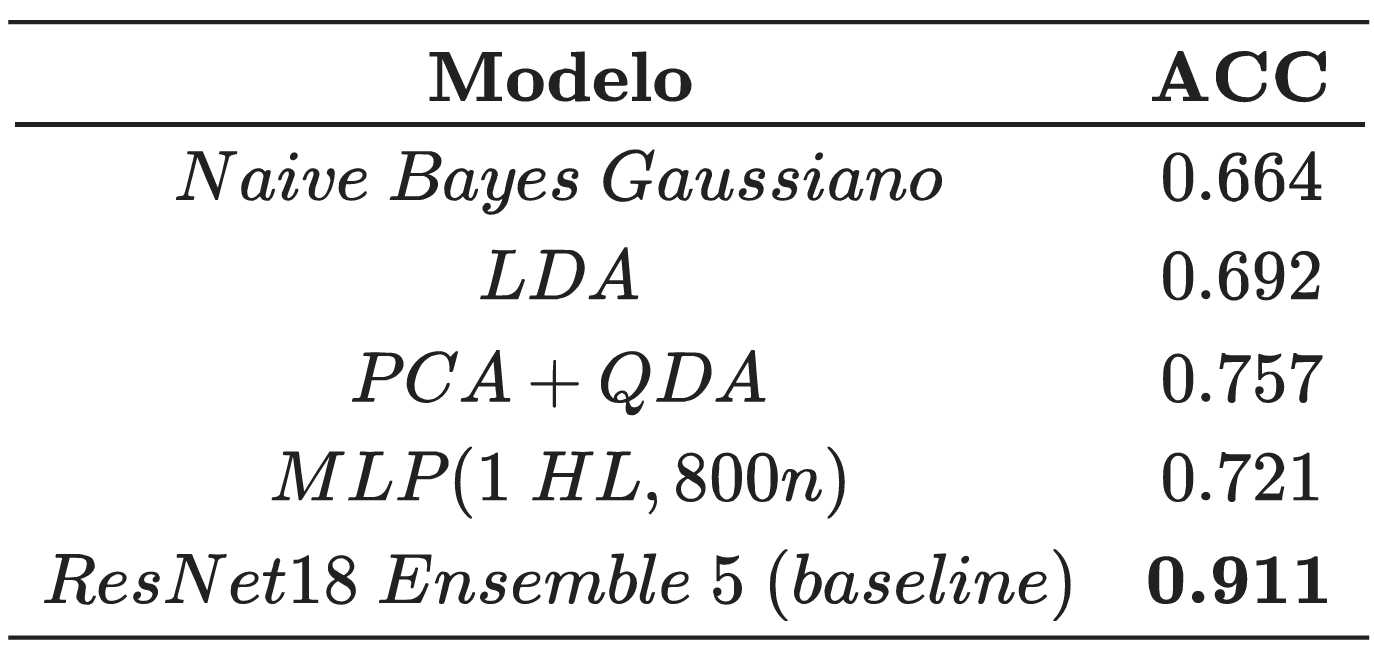 Modelo ACC
Naive Bayes Gaussiano 0.664
LDA 0.692
PCA + QDA 0.757
MLP(1 HL, 800n) 0.721
ResNet18 Ensemble 5 (baseline) 0.911